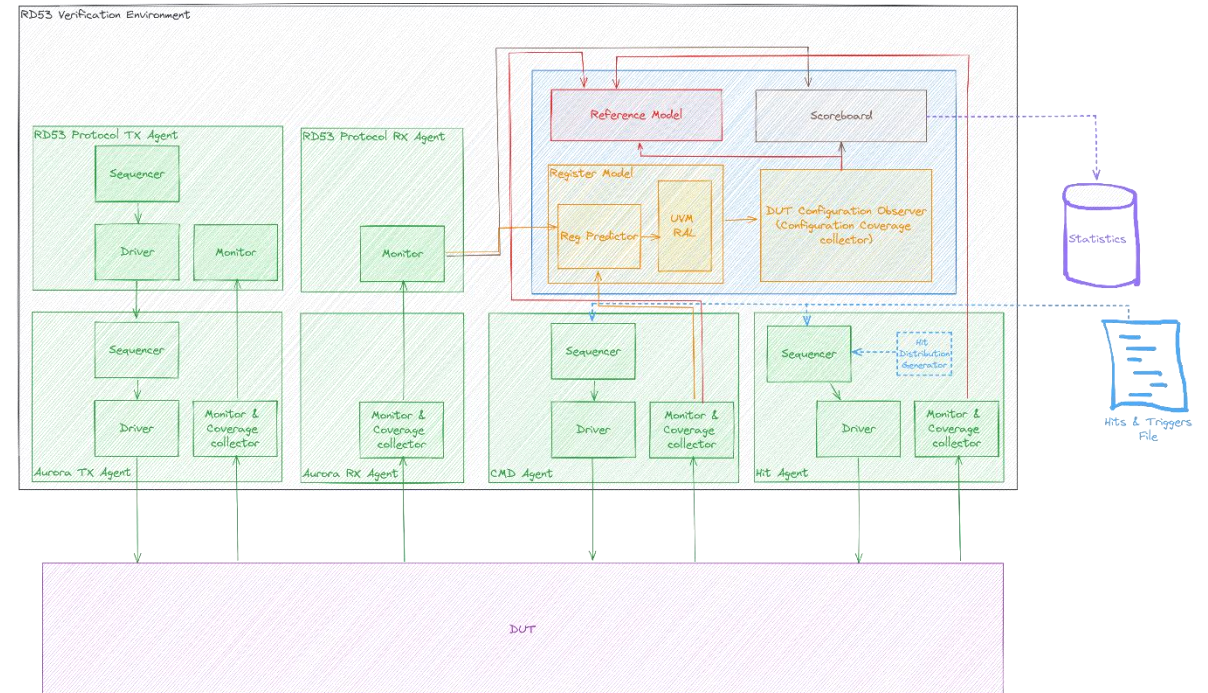 RD53 Verification Environment
Reference Model
Scoreboard
RD53 Protocol TX Agent
Sequencer
Driver
Monitor
RD53 Protocol RX Agent
Monitor
Register Model
Reg Predictor
UVM
RAL
DUT Configuration Observer
(Configuration Coverage
collector)
Statistics
Sequencer
Driver
Monitor &
Coverage
collector
Aurora TX Agent
Monitor &
Coverage
collector
Aurora RX Agent
Sequencer
Driver
Monitor &
Coverage
collector
CMD Agent
Sequencer
Hit
Distribution
Generator
Driver
Monitor &
Coverage
collector
Hit Agent
Hits & Triggers
File
DUT